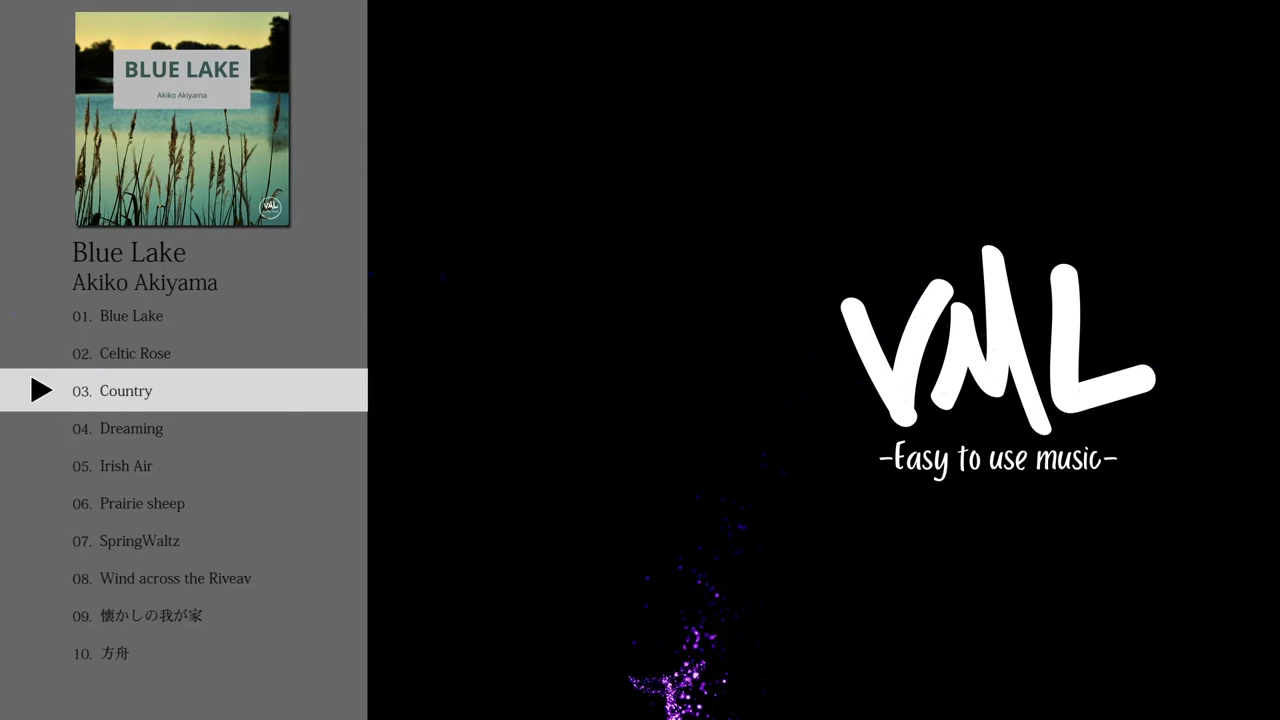 BLUE LAKE
Akiko Akiyama
VML
Blue Lake
Akiko Akiyama
01. Blue Lake
02. Celtic Rose
03. Country
04. Dreaming
05. Irish Air
06. Prairie sheep
07. SpringWaltz
08. Wind across the Riveav
09. 懐かしの我が家
10. 方舟
VML
-Easy to use music-